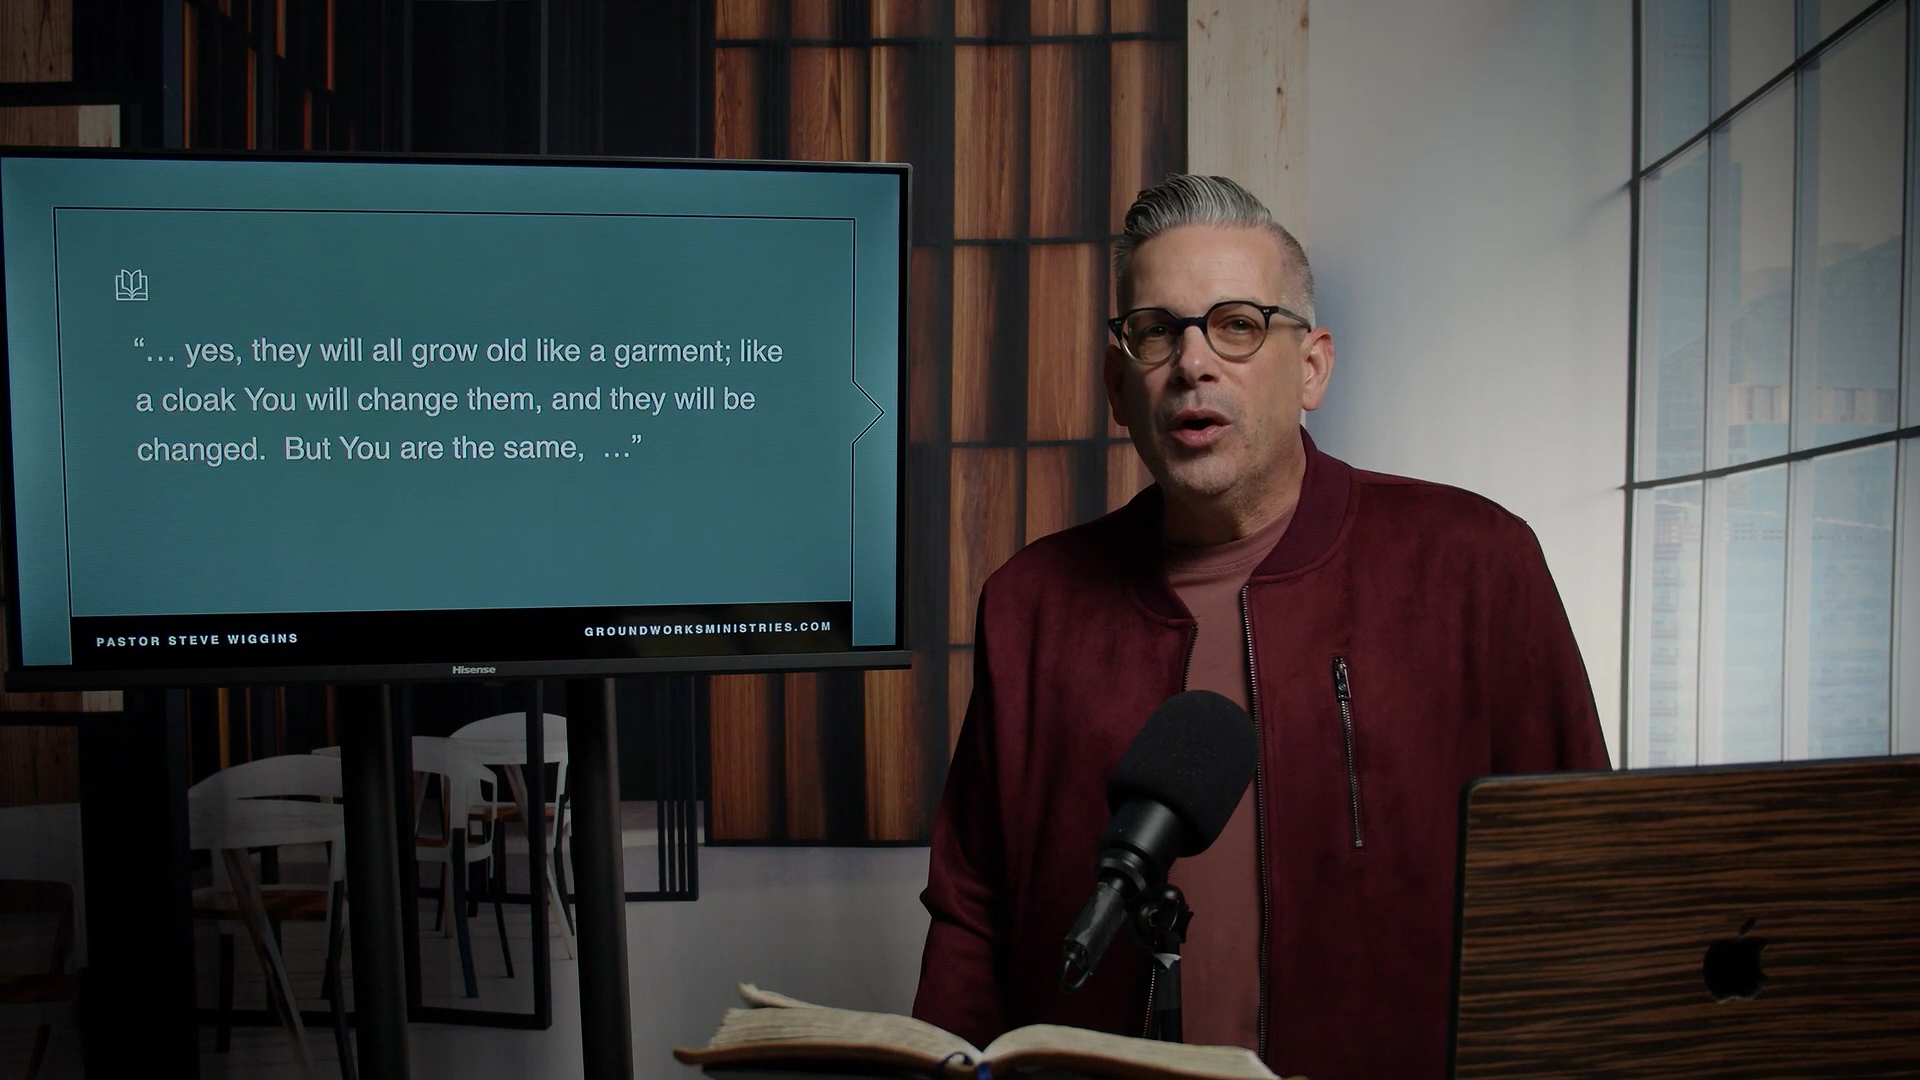 “… yes, they will all grow old like a garment; like
a cloak You will change them, and they will be
changed.  But You are the same,  …”
PASTOR STEVE WIGGINS
GROUNDWORKSMINISTRIES.COM
Hisense